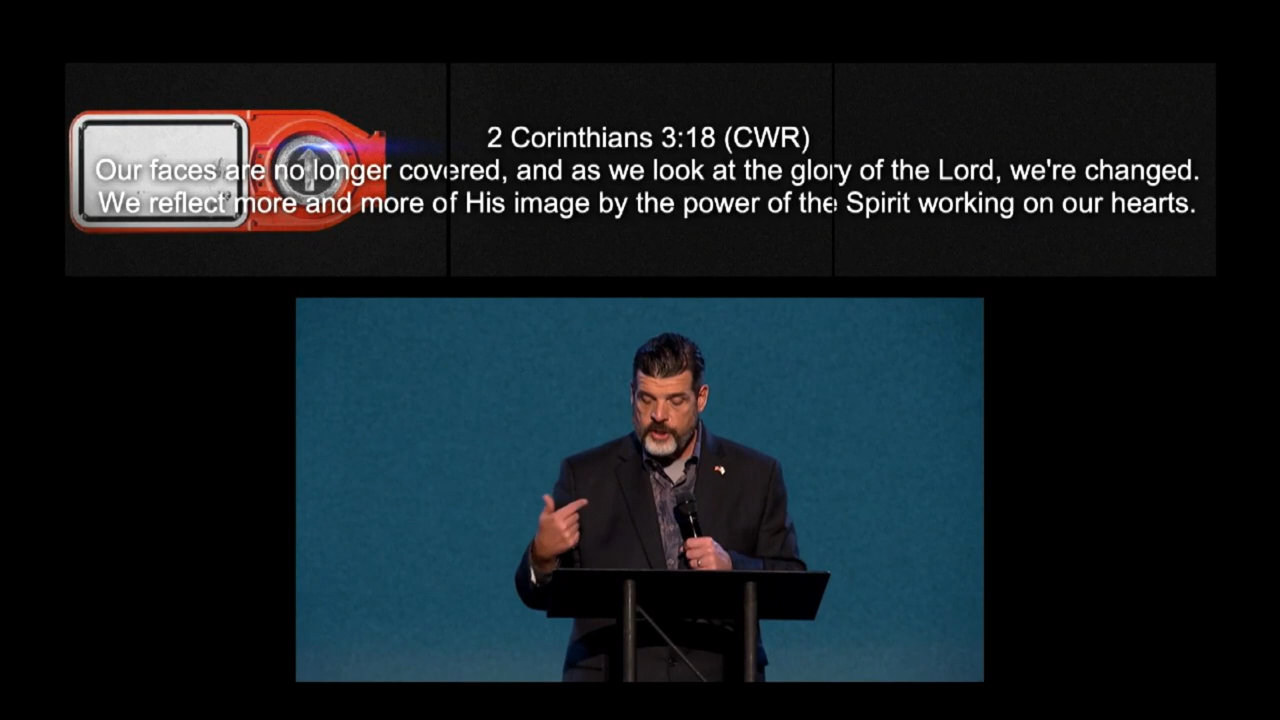 2 Corinthians 3:18 (CWR)
Our faces are no longer covered, and as we look at the glory of the Lord, we're changed.
We reflect more and more of His image by the power of the Spirit working on our hearts.